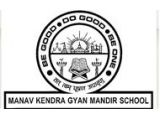 BE GOOD • DO GOOD • BE ONE
MANAV KENDRA GYAN MANDIR SCHOOL